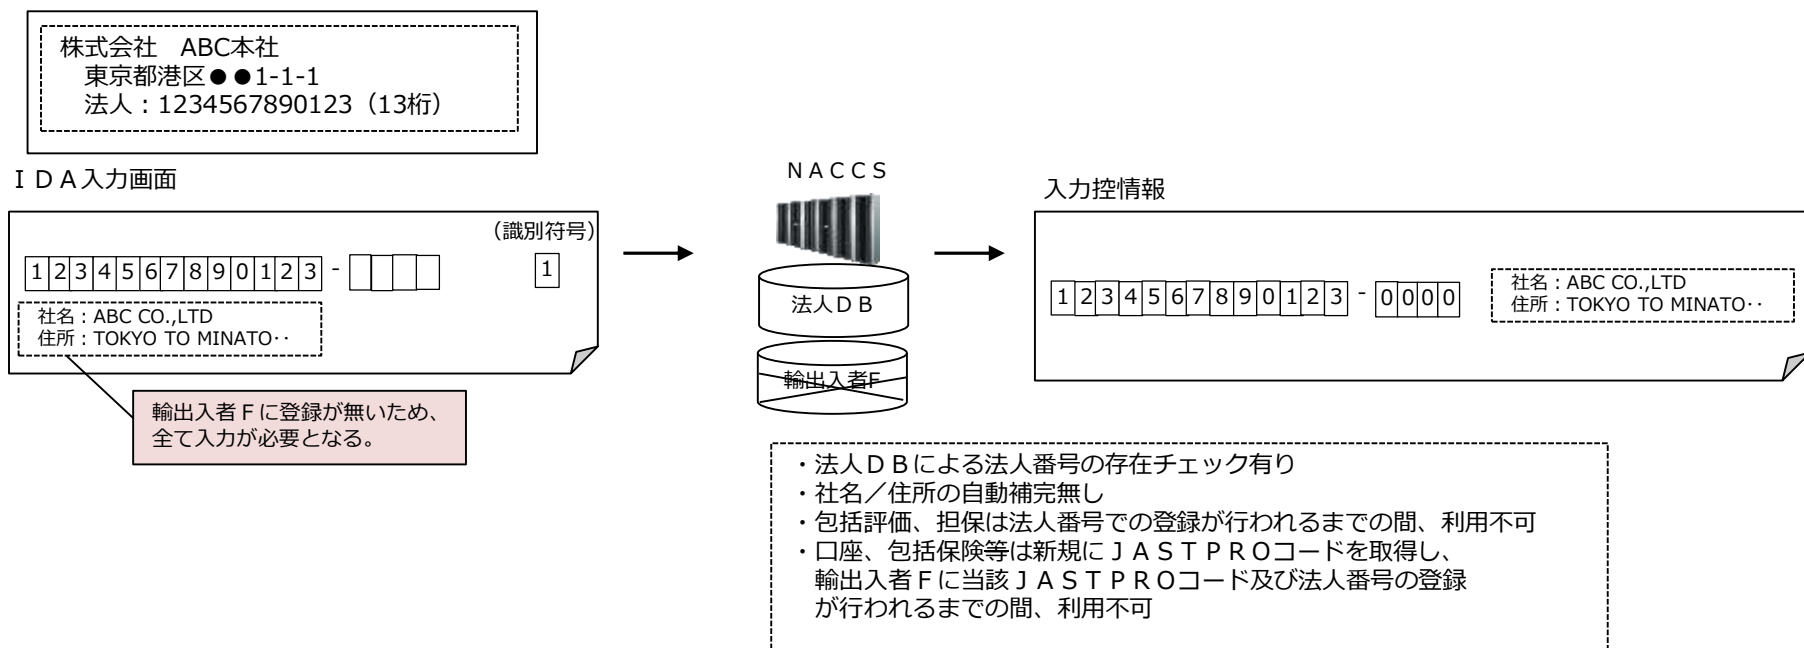 株式会社　ABC本社
東京都港区●●1-1-1
法人：1234567890123（13桁）
ＩＤＡ入力画面
（識別符号）
1234567890123 -
1
社名：ABC CO.,LTD
住所：TOKYO TO MINATO‥
輸出入者Ｆに登録が無いため、
全て入力が必要となる。
ＮＡＣＣＳ
法人ＤＢ
輸出入者F
入力控情報
1234567890123 - 0000
社名：ABC CO.,LTD
住所：TOKYO TO MINATO‥
・法人ＤＢによる法人番号の存在チェック有り
・社名／住所の自動補完無し
・包括評価、担保は法人番号での登録が行われるまでの間、利用不可
・口座、包括保険等は新規にＪＡＳＴＰＲＯコードを取得し、
輸出入者Ｆに当該ＪＡＳＴＰＲＯコード及び法人番号の登録
が行われるまでの間、利用不可